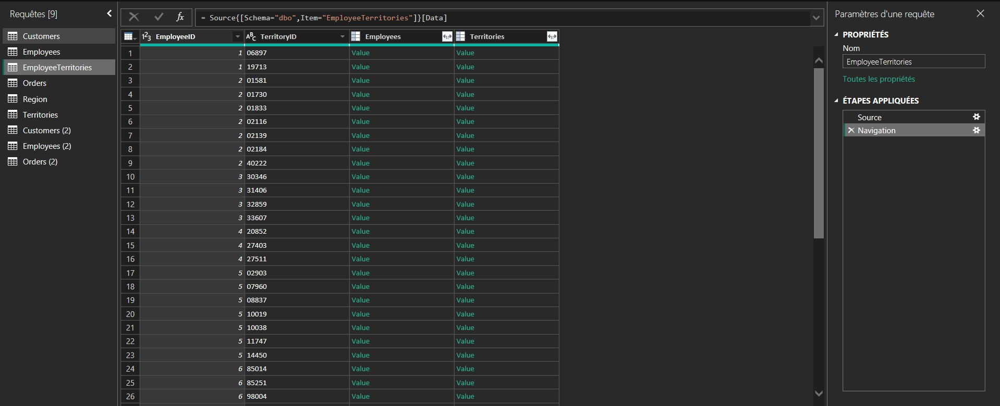 Requêtes [9]
Customers
Employees
EmployeeTerritories
Orders
Region
Territories
Customers (2)
Employees (2)
Orders (2)
fx
= Source{[Schema="dbo",Item="EmployeeTerritories"]}[Data]
123 EmployeeID ABC TerritoryID Employees Territories
1 1 06897 Value Value
2 1 19713 Value Value
3 2 01581 Value Value
4 2 01730 Value Value
5 2 01833 Value Value
6 2 02116 Value Value
7 2 02139 Value Value
8 2 02184 Value Value
9 2 40222 Value Value
10 3 30346 Value Value
11 3 31406 Value Value
12 3 32859 Value Value
13 3 33607 Value Value
14 4 20852 Value Value
15 4 27403 Value Value
16 4 27511 Value Value
17 5 02903 Value Value
18 5 07960 Value Value
19 5 08837 Value Value
20 5 10019 Value Value
21 5 10038 Value Value
22 5 11747 Value Value
23 5 14450 Value Value
24 6 85014 Value Value
25 6 85251 Value Value
26 6 98004 Value Value
Paramètres d'une requête
PROPRIÉTÉS
Nom
EmployeeTerritories
Toutes les propriétés
ÉTAPES APPLIQUÉES
Source
Navigation